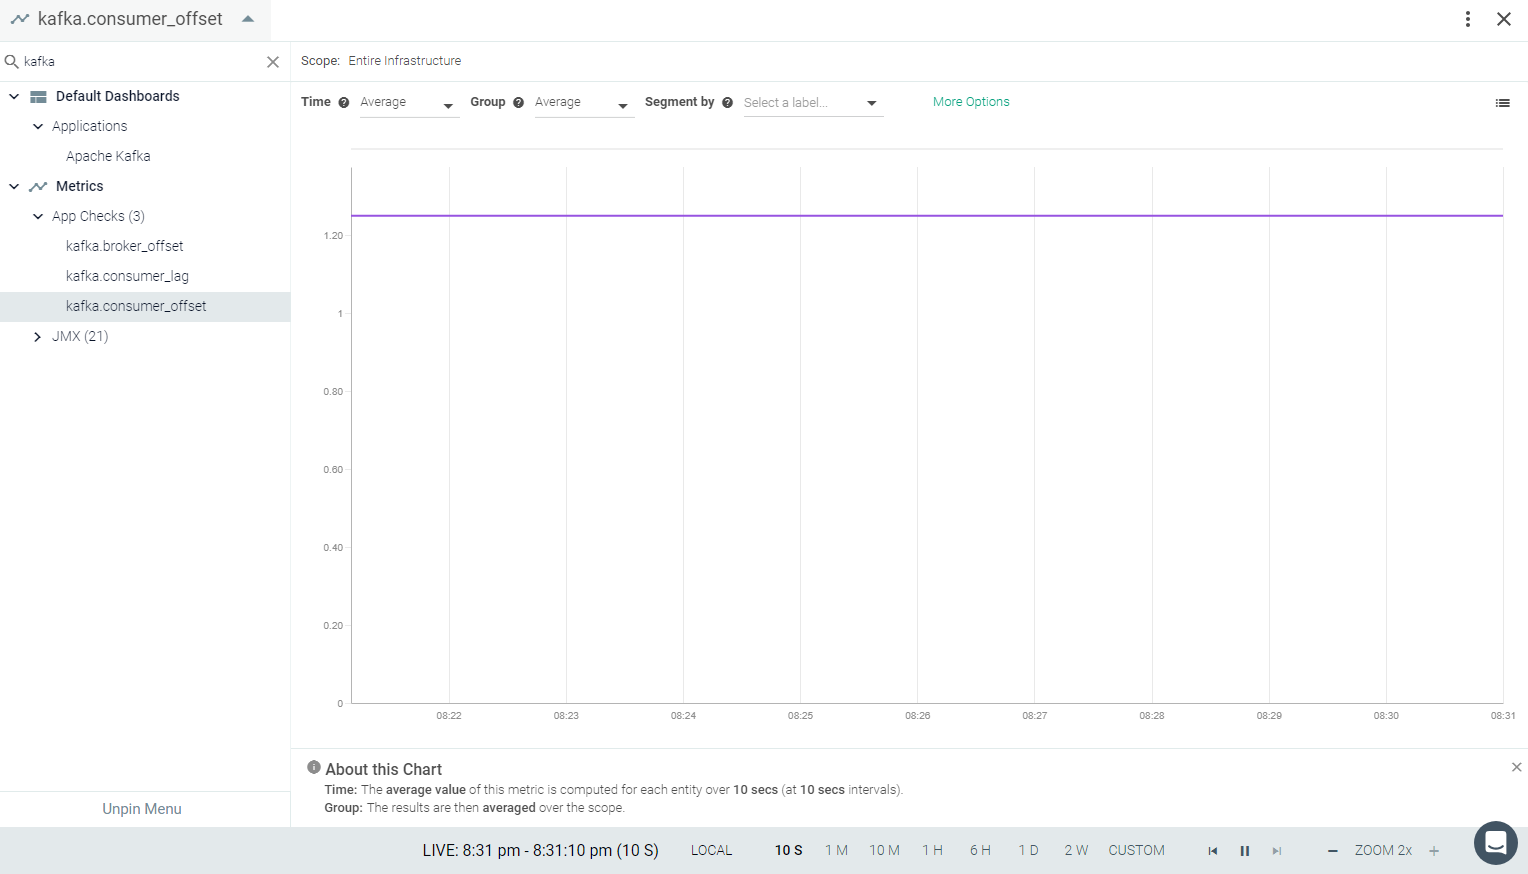 kafka.consumer_offset
kafka
Scope: Entire Infrastructure
Default Dashboards
Applications
Apache Kafka
Metrics
App Checks (3)
kafka.broker_offset
kafka.consumer_lag
kafka.consumer_offset
JMX (21)
Time Average Group Average Segment by Select a label... More Options
1.20
1
0.80
0.60
0.40
0.20
0
08:22 08:23 08:24 08:25 08:26 08:27 08:28 08:29 08:30 08:31
About this Chart
Time: The average value of this metric is computed for each entity over 10 secs (at 10 secs intervals).
Group: The results are then averaged over the scope.
Unpin Menu
LIVE: 8:31 pm - 8:31:10 pm (10 S) LOCAL 10 S 1 M 10 M 1 H 6 H 1 D 2 W CUSTOM ZOOM 2x